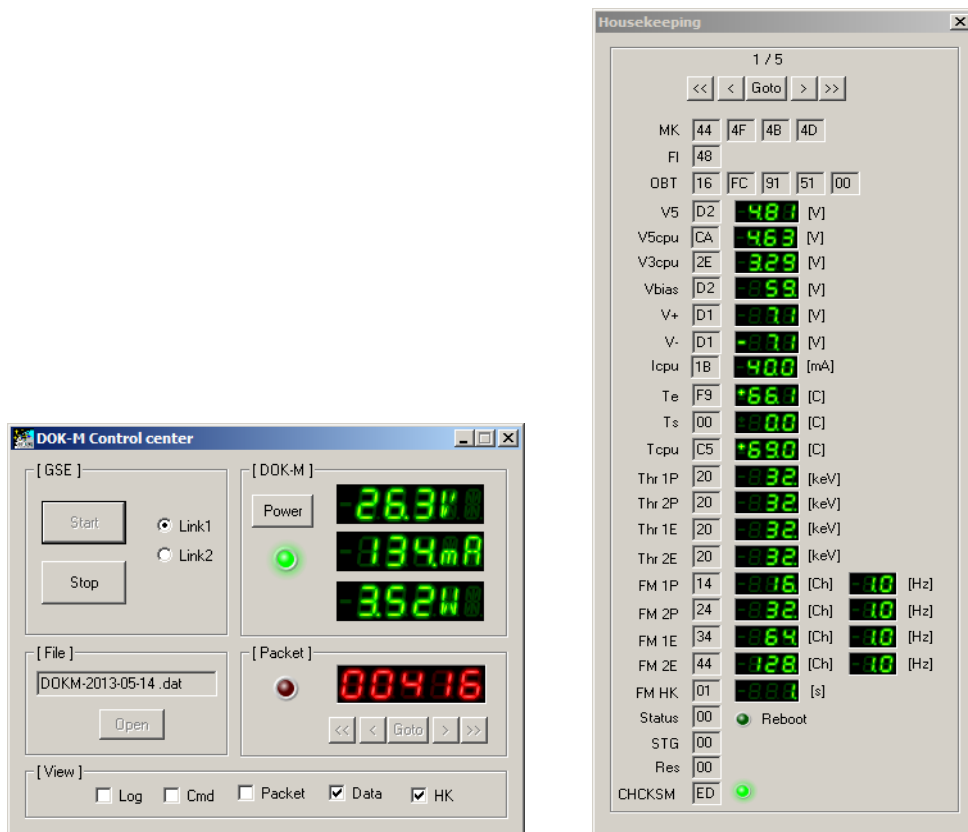 Housekeeping
1 / 5
<< < Goto > >>
MK 44 4F 4B 4D
FI 48
OBT 16 FC 91 51 00
V5 D2 4.81 [V]
V5cpu CA 4.63 [V]
V3cpu 2E 3.29 [V]
Vbias D2 59. [V]
V+ D1 7.1 [V]
V- D1 -7.1 [V]
Icpu 1B 40.0 [mA]
Te F9 +66.1 [C]
Ts 00 0.0 [C]
Tcpu C5 +69.0 [C]
Thr 1P 20 32. [keV]
Thr 2P 20 32. [keV]
Thr 1E 20 32. [keV]
Thr 2E 20 32. [keV]
FM 1P 14 16. [Ch] 1.0 [Hz]
FM 2P 24 32. [Ch] 1.0 [Hz]
FM 1E 34 64. [Ch] 1.0 [Hz]
FM 2E 44 128. [Ch] 1.0 [Hz]
FM HK 01 1. [s]
Status 00 Reboot
STG 00
Res 00
CHCKSM ED
DOK-M Control center
[ GSE ]
Start
Link1
Link2
Stop
[ DOK-M ]
Power
26.3V
134.mA
3.52W
[ File ]
DOKM-2013-05-14 .dat
Open
[ Packet ]
00416
<< < Goto > >>
[ View ]
Log Cmd Packet Data HK